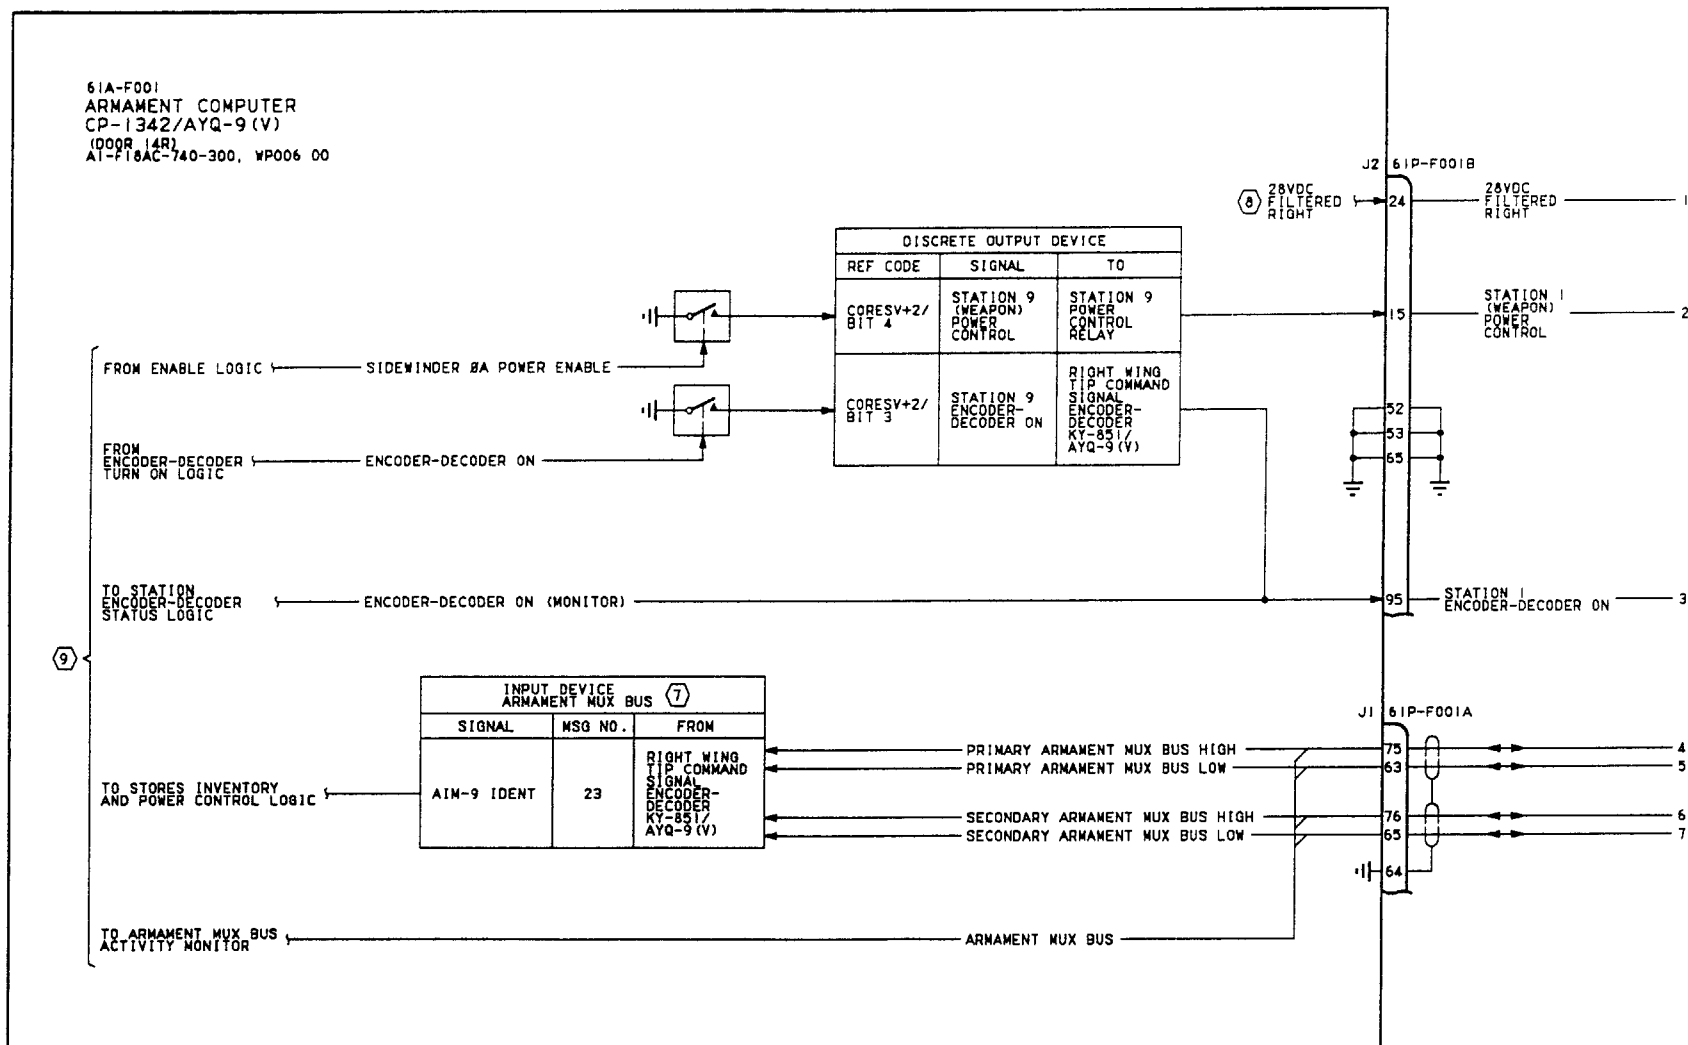 61A-F001
ARMAMENT COMPUTER
CP-1342/AYQ-9(V)
(DOOR 14R)
A1-F18AC-740-300, WP006 00
J2 61P-F001B
8
28VDC
FILTERED
RIGHT
24
28VDC
FILTERED
RIGHT
1
DISCRETE OUTPUT DEVICE
REF CODE SIGNAL TO
CORESV+2/
BIT 4
STATION 9
(WEAPON)
POWER
CONTROL
STATION 9
POWER
CONTROL
RELAY
15
STATION 1
(WEAPON)
POWER
CONTROL
2
FROM ENABLE LOGIC
SIDEWINDER ØA POWER ENABLE
CORESV+2/
BIT 3
STATION 9
ENCODER-
DECODER ON
RIGHT WING
TIP COMMAND
SIGNAL
ENCODER-
DECODER
KY-851/
AYQ-9(V)
52
53
65
FROM
ENCODER-DECODER
TURN ON LOGIC
ENCODER-DECODER ON
TO STATION
ENCODER-DECODER
STATUS LOGIC
ENCODER-DECODER ON (MONITOR)
95
STATION 1
ENCODER-DECODER ON
3
9
INPUT DEVICE
ARMAMENT MUX BUS
7
SIGNAL MSG NO. FROM
AIM-9 IDENT 23
RIGHT WING
TIP COMMAND
SIGNAL
ENCODER-
DECODER
KY-851/
AYQ-9(V)
TO STORES INVENTORY
AND POWER CONTROL LOGIC
J1 61P-F001A
PRIMARY ARMAMENT MUX BUS HIGH 75 4
PRIMARY ARMAMENT MUX BUS LOW 63 5
SECONDARY ARMAMENT MUX BUS HIGH 76 6
SECONDARY ARMAMENT MUX BUS LOW 65 7
64
TO ARMAMENT MUX BUS
ACTIVITY MONITOR
ARMAMENT MUX BUS